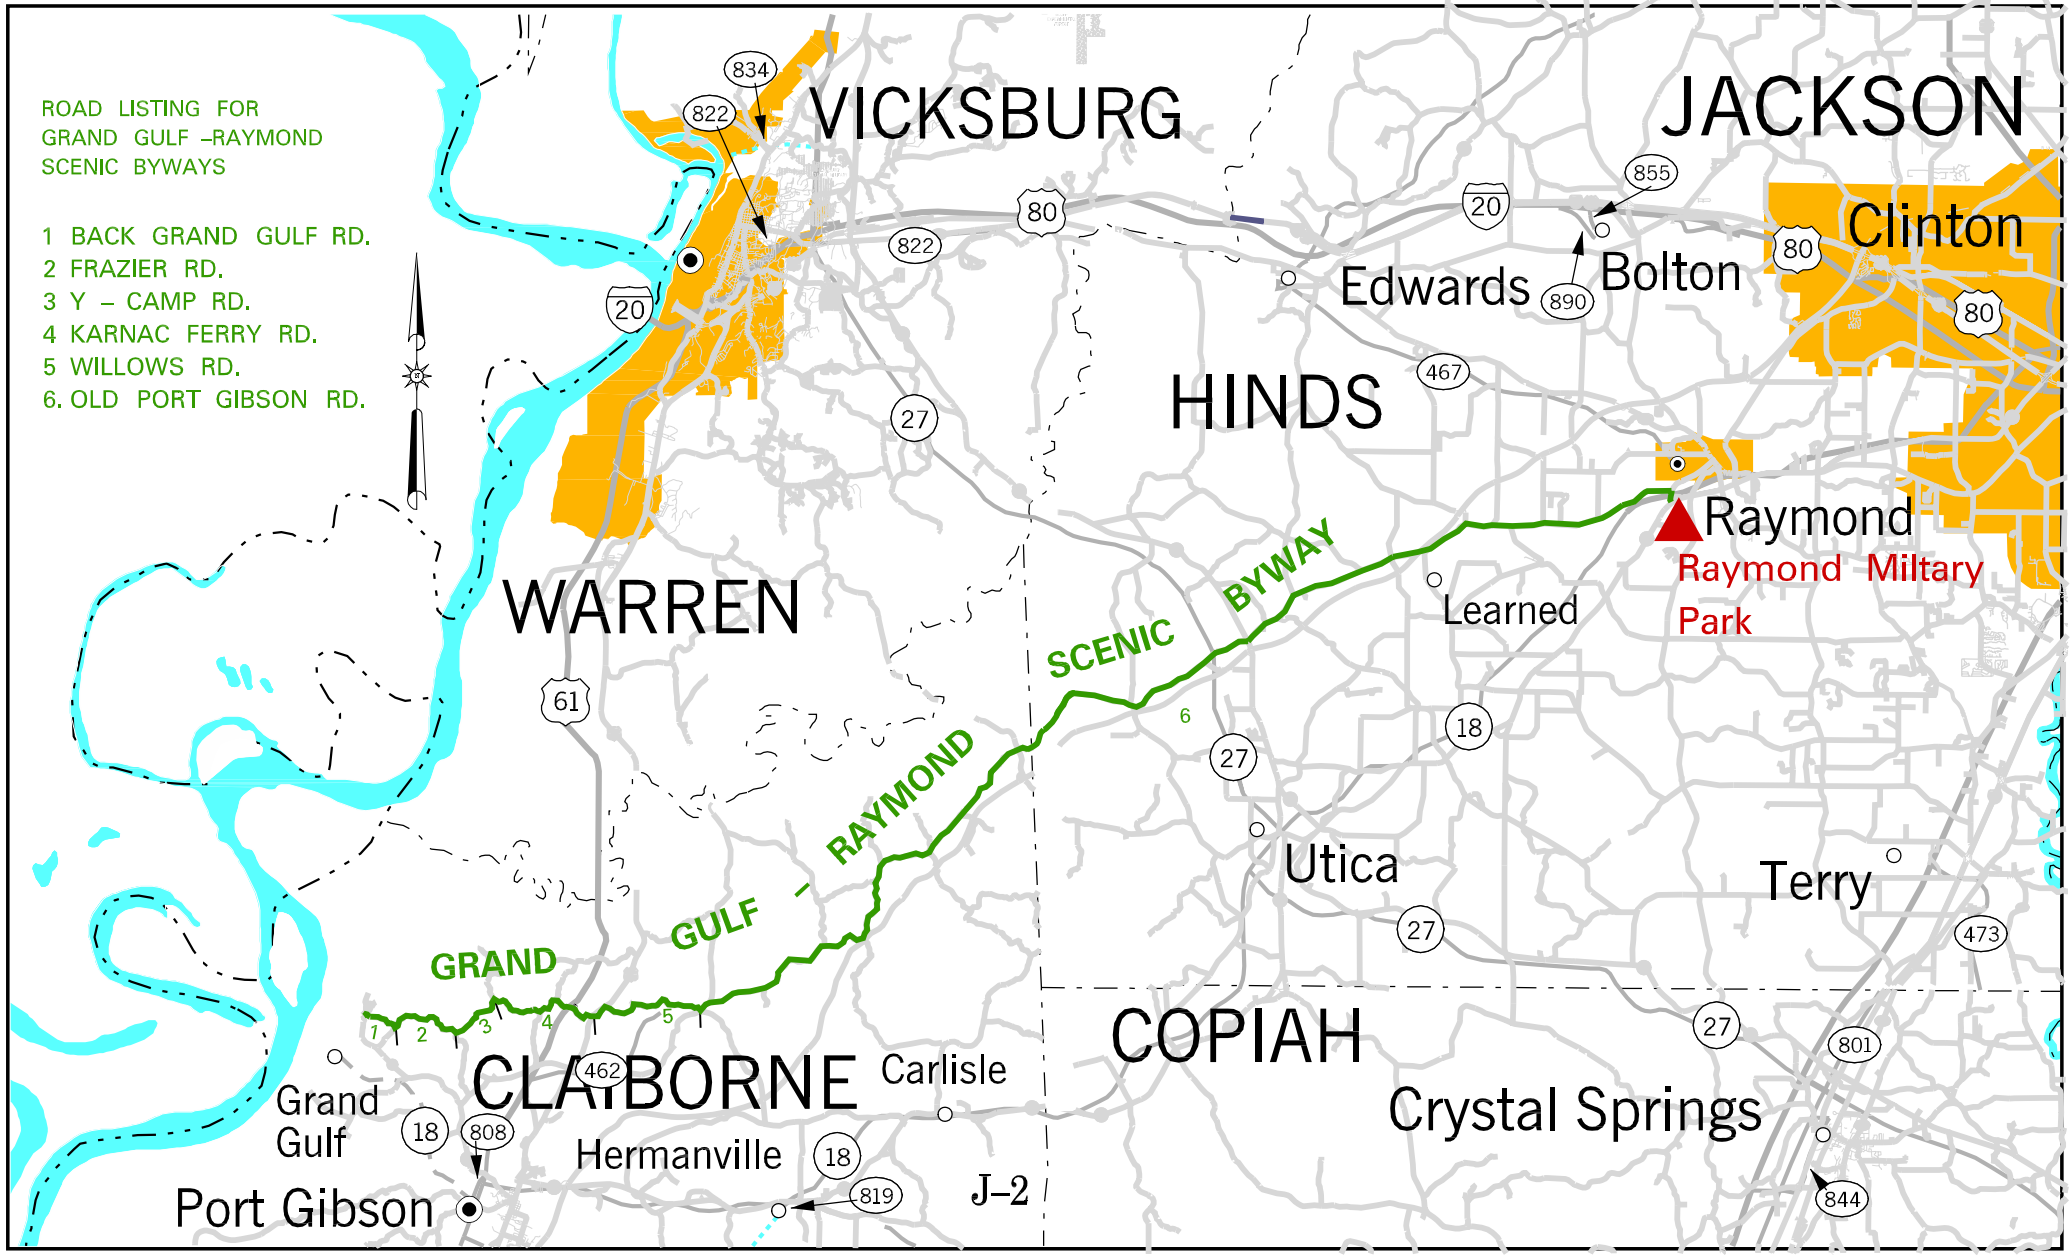 ROAD LISTING FOR
GRAND GULF –RAYMOND
SCENIC BYWAYS
1 BACK GRAND GULF RD.
2 FRAZIER RD.
3 Y – CAMP RD.
4 KARNAC FERRY RD.
5 WILLOWS RD.
6. OLD PORT GIBSON RD.
834
822
VICKSBURG
JACKSON
855
80
20
822
80
Clinton
Edwards
890
Bolton
20
80
HINDS
467
27
Raymond
Raymond Miltary
Park
WARREN
Learned
61
6
18
27
GRAND GULF – RAYMOND SCENIC BYWAY
Utica
Terry
27
473
1
2
3
4
5
462
CLAIBORNE
Carlisle
COPIAH
27
801
Grand
Gulf
18
808
Hermanville
18
Crystal Springs
Port Gibson
819
J–2
844